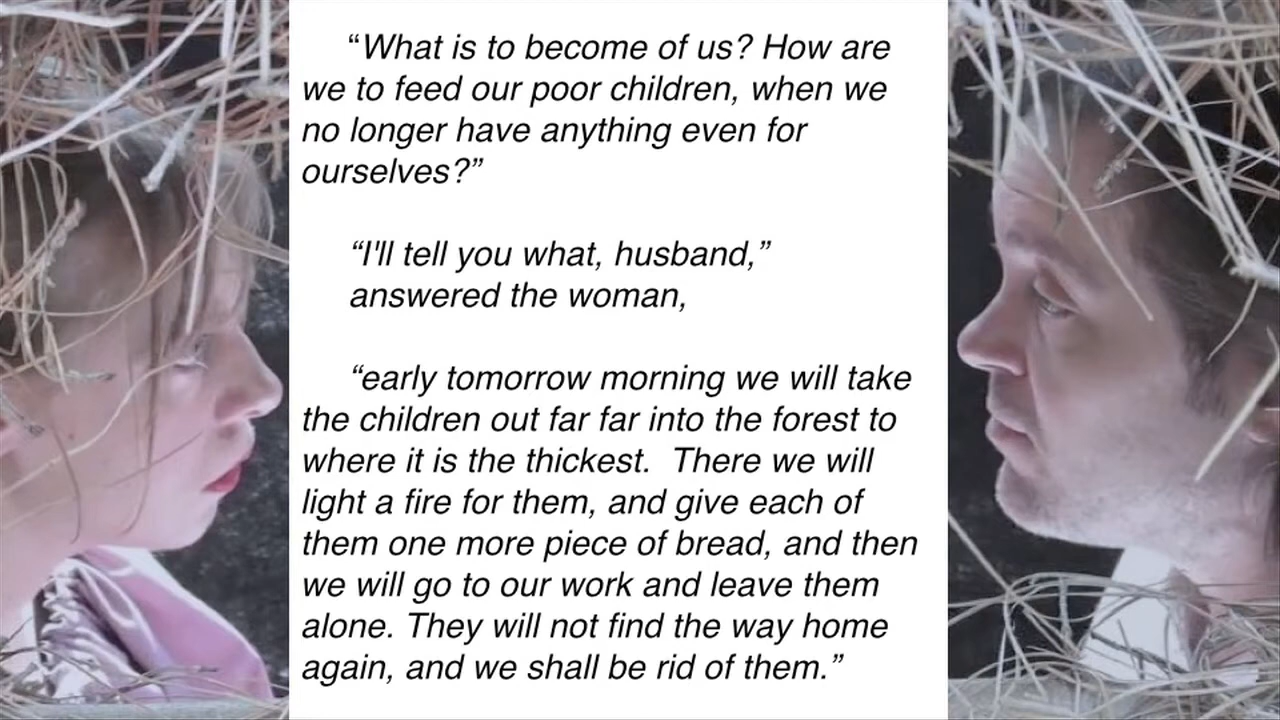 “What is to become of us? How are
we to feed our poor children, when we
no longer have anything even for
ourselves?”
“I'll tell you what, husband,”
answered the woman,
“early tomorrow morning we will take
the children out far far into the forest to
where it is the thickest.  There we will
light a fire for them, and give each of
them one more piece of bread, and then
we will go to our work and leave them
alone. They will not find the way home
again, and we shall be rid of them.”